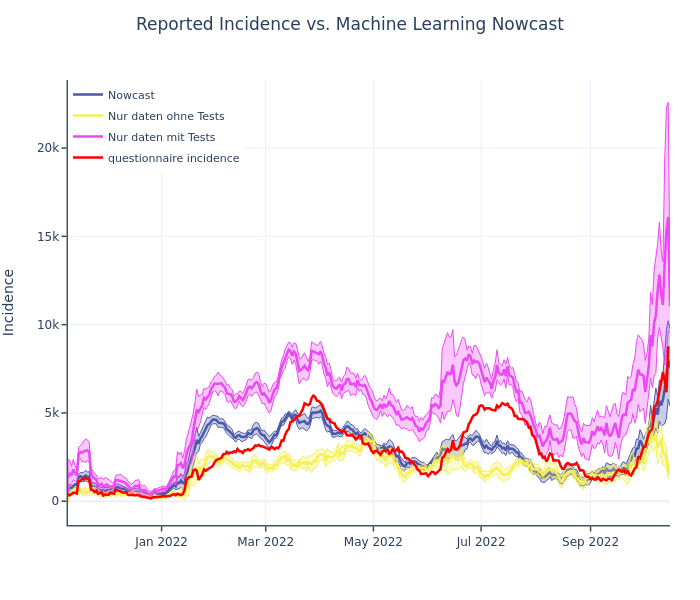 Reported Incidence vs. Machine Learning Nowcast
Nowcast
Nur daten ohne Tests
Nur daten mit Tests
questionnaire incidence
Incidence
20k
15k
10k
5k
0
Jan 2022
Mar 2022
May 2022
Jul 2022
Sep 2022